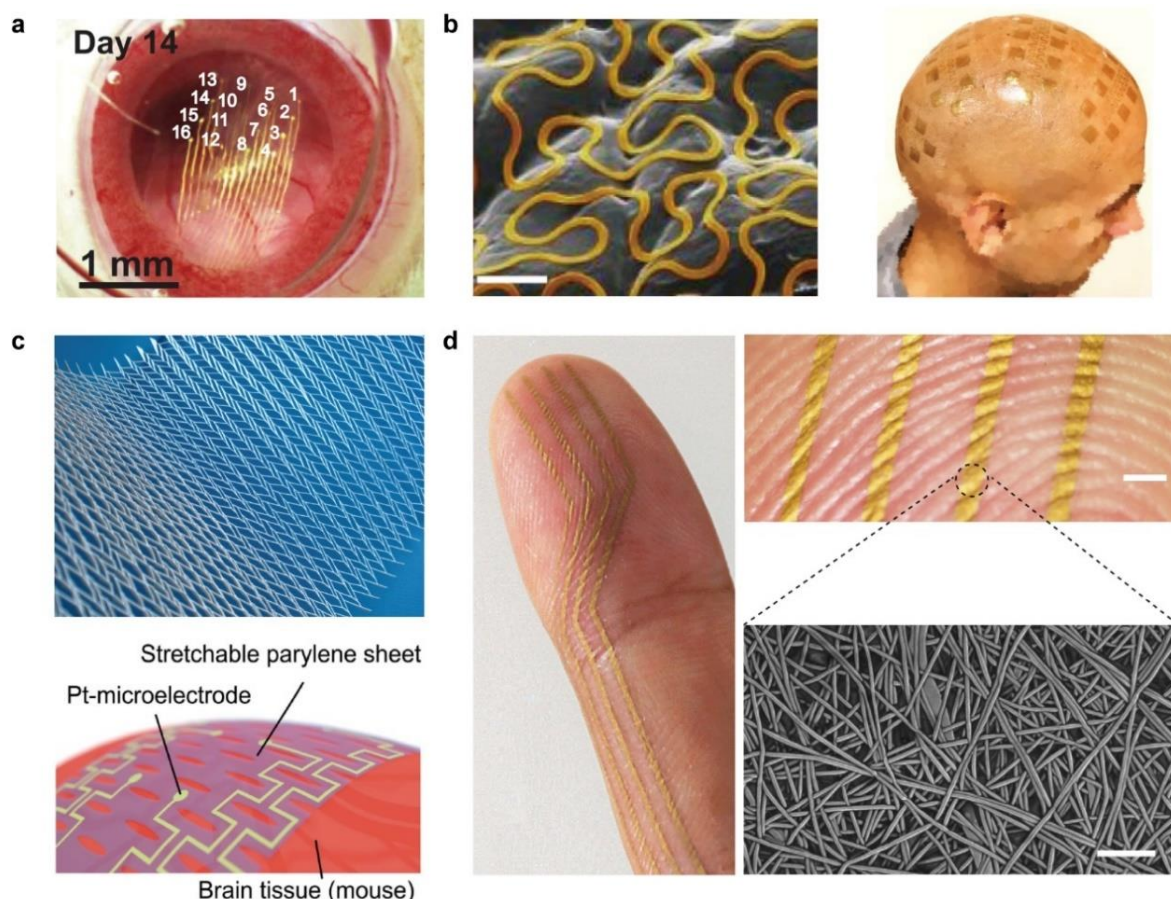 a
Day 14
13
9
14
10
5
1
15
11
6
2
16
12
7
3
8
4
1 mm
b
c
Stretchable parylene sheet
Pt-microelectrode
Brain tissue (mouse)
d